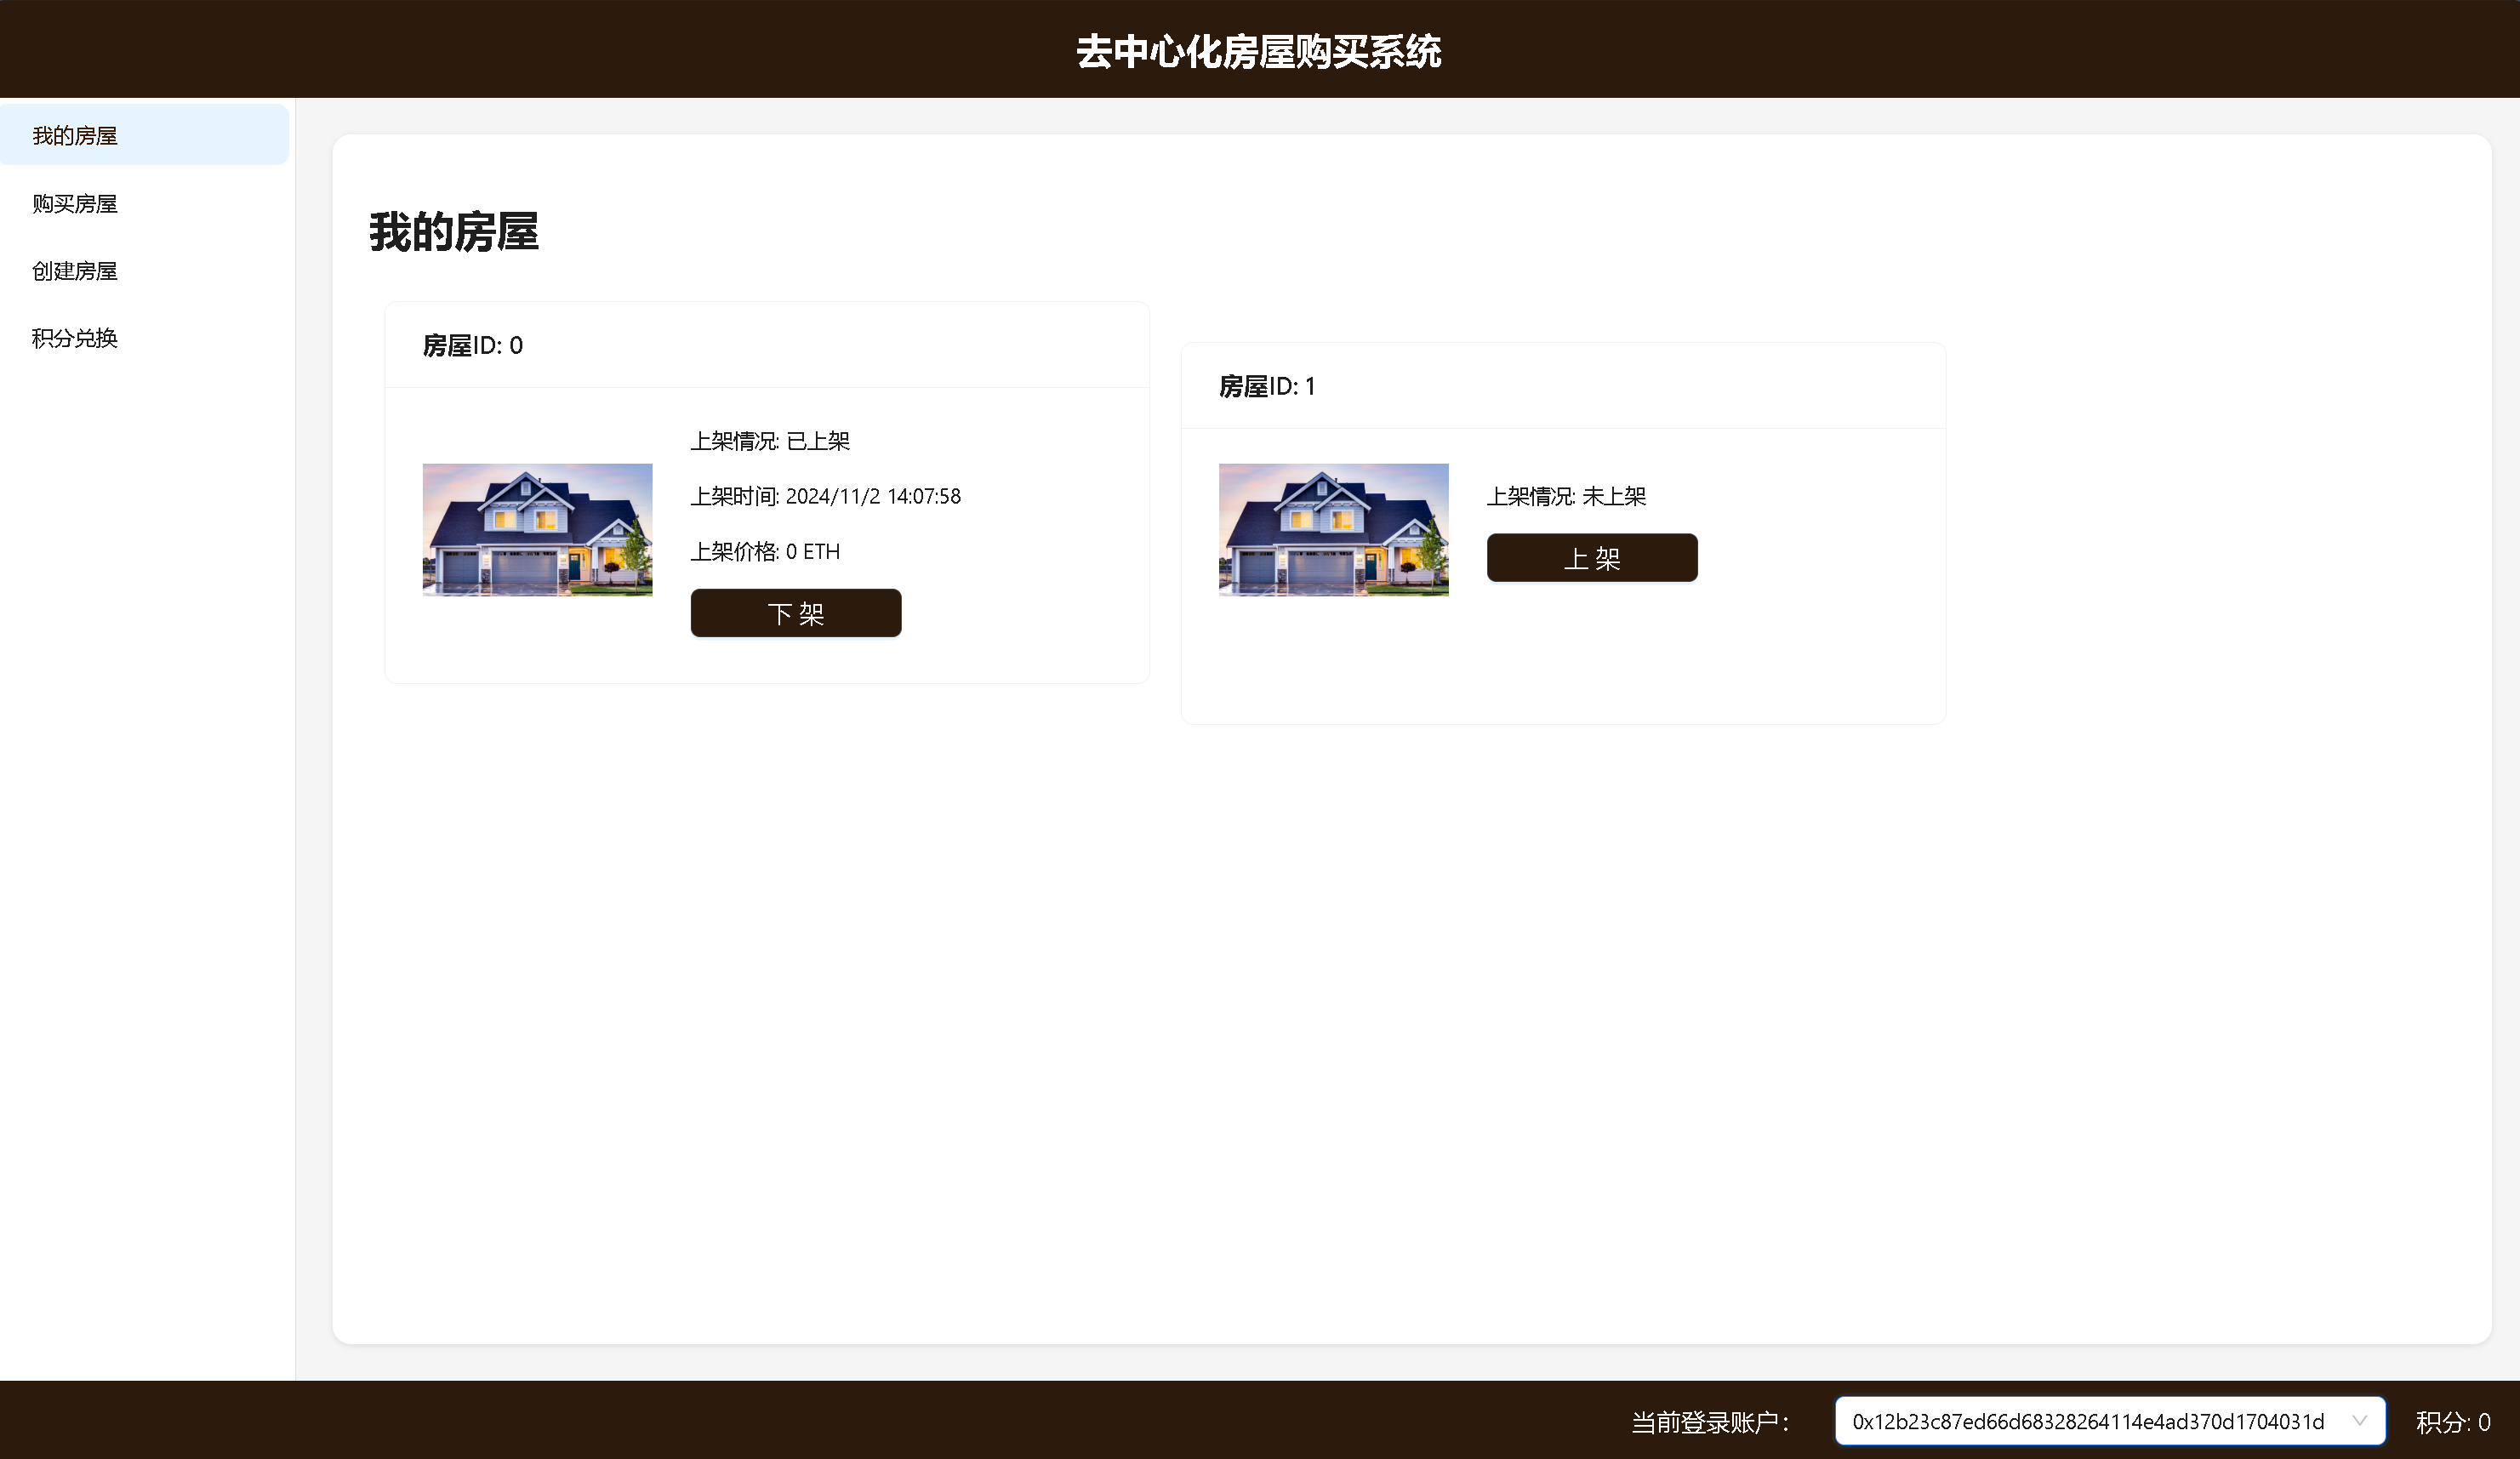 去中心化房屋购买系统
我的房屋
购买房屋
创建房屋
积分兑换
我的房屋
房屋ID: 0
上架情况: 已上架
上架时间: 2024/11/2 14:07:58
上架价格: 0 ETH
下 架
房屋ID: 1
上架情况: 未上架
上 架
当前登录账户：
0x12b23c87ed66d68328264114e4ad370d1704031d
积分: 0